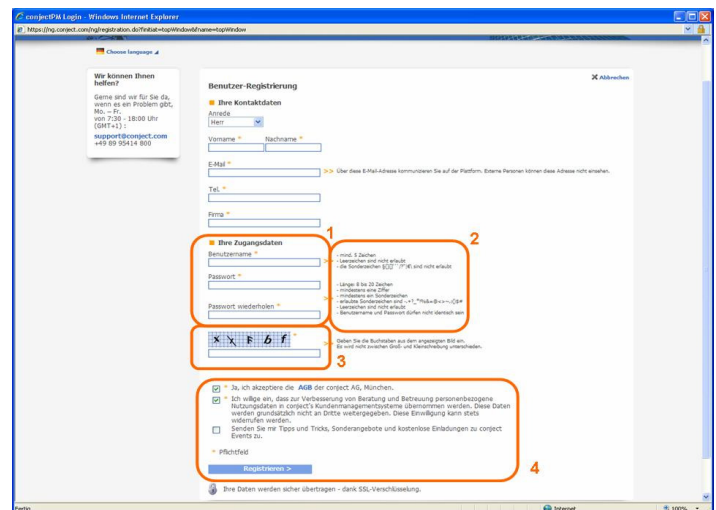 conjectPM Login - Windows Internet Explorer
https://ng.conject.com/ng/registration.do?initiat=topWindow&fname=topWindow
Choose language
Wir können Ihnen
helfen?
Gerne sind wir für Sie da,
wenn es ein Problem gibt,
Mo. – Fr.
von 7:30 - 18:00 Uhr
(GMT+1) :
support@conject.com
+49 89 95414 800
Abbrechen
Benutzer-Registrierung
Ihre Kontaktdaten
Anrede
Herr
Vorname * Nachname *
E-Mail *
>> Über diese E-Mail-Adresse kommunizieren Sie auf der Plattform. Externe Personen können diese Adresse nicht einsehen.
Tel. *
Firma *
1
2
Ihre Zugangsdaten
Benutzername *
>> - mind. 5 Zeichen
- Leerzeichen sind nicht erlaubt
- die Sonderzeichen sind nicht erlaubt
Passwort *
>> - Länge: 8 bis 20 Zeichen
- mindestens eine Ziffer
- mindestens ein Sonderzeichen
- erlaubte Sonderzeichen sind
- Leerzeichen sind nicht erlaubt
- Benutzername und Passwort dürfen nicht identisch sein
Passwort wiederholen *
x x F b f *
>> Geben Sie die Buchstaben aus dem angezeigten Bild ein.
Es wird nicht zwischen Groß- und Kleinschreibung unterschieden.
3
* Ja, ich akzeptiere die AGB der conject AG, München.
* Ich willige ein, dass zur Verbesserung von Beratung und Betreuung personenbezogene
Nutzungsdaten in conject's Kundenmanagementsysteme übernommen werden. Diese Daten
werden grundsätzlich nicht an Dritte weitergegeben. Diese Einwilligung kann stets
widerrufen werden.
Senden Sie mir Tipps und Tricks, Sonderangebote und kostenlose Einladungen zu conject
Events zu.
* Pflichtfeld
4
Registrieren >
Ihre Daten werden sicher übertragen - dank SSL-Verschlüsselung.
Fertig Internet 100%